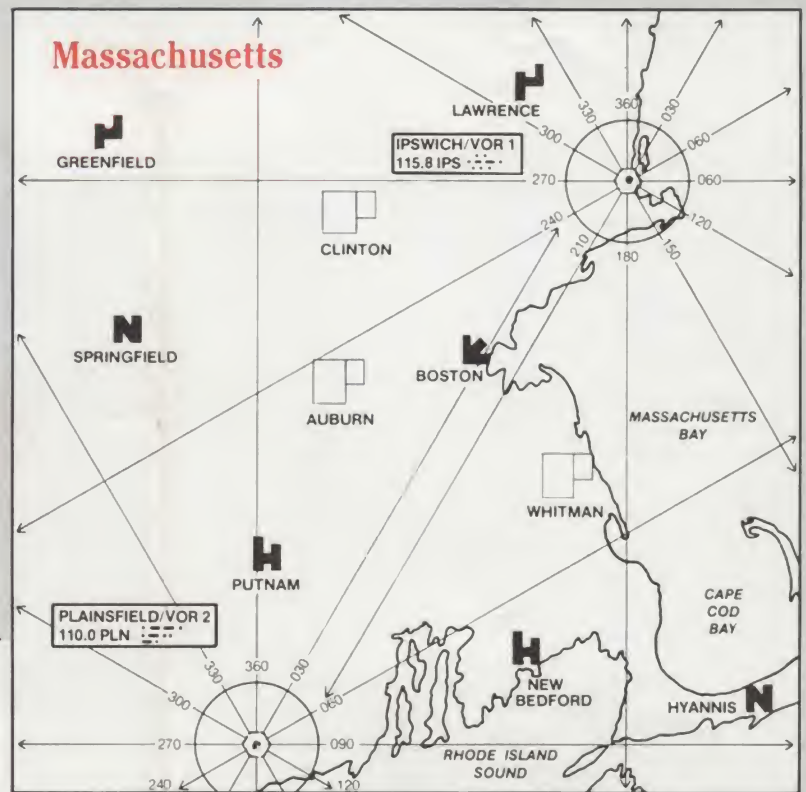 Massachusetts
GREENFIELD
LAWRENCE
IPSWICH/VOR 1
115.8 IPS
360
030
060
060
120
150
180
210
240
270
300
330
CLINTON
SPRINGFIELD
AUBURN
BOSTON
MASSACHUSETTS
BAY
WHITMAN
PUTNAM
CAPE
COD
BAY
PLAINSFIELD/VOR 2
110.0 PLN
NEW
BEDFORD
HYANNIS
RHODE ISLAND
SOUND
360
030
060
090
120
240
270
300
330